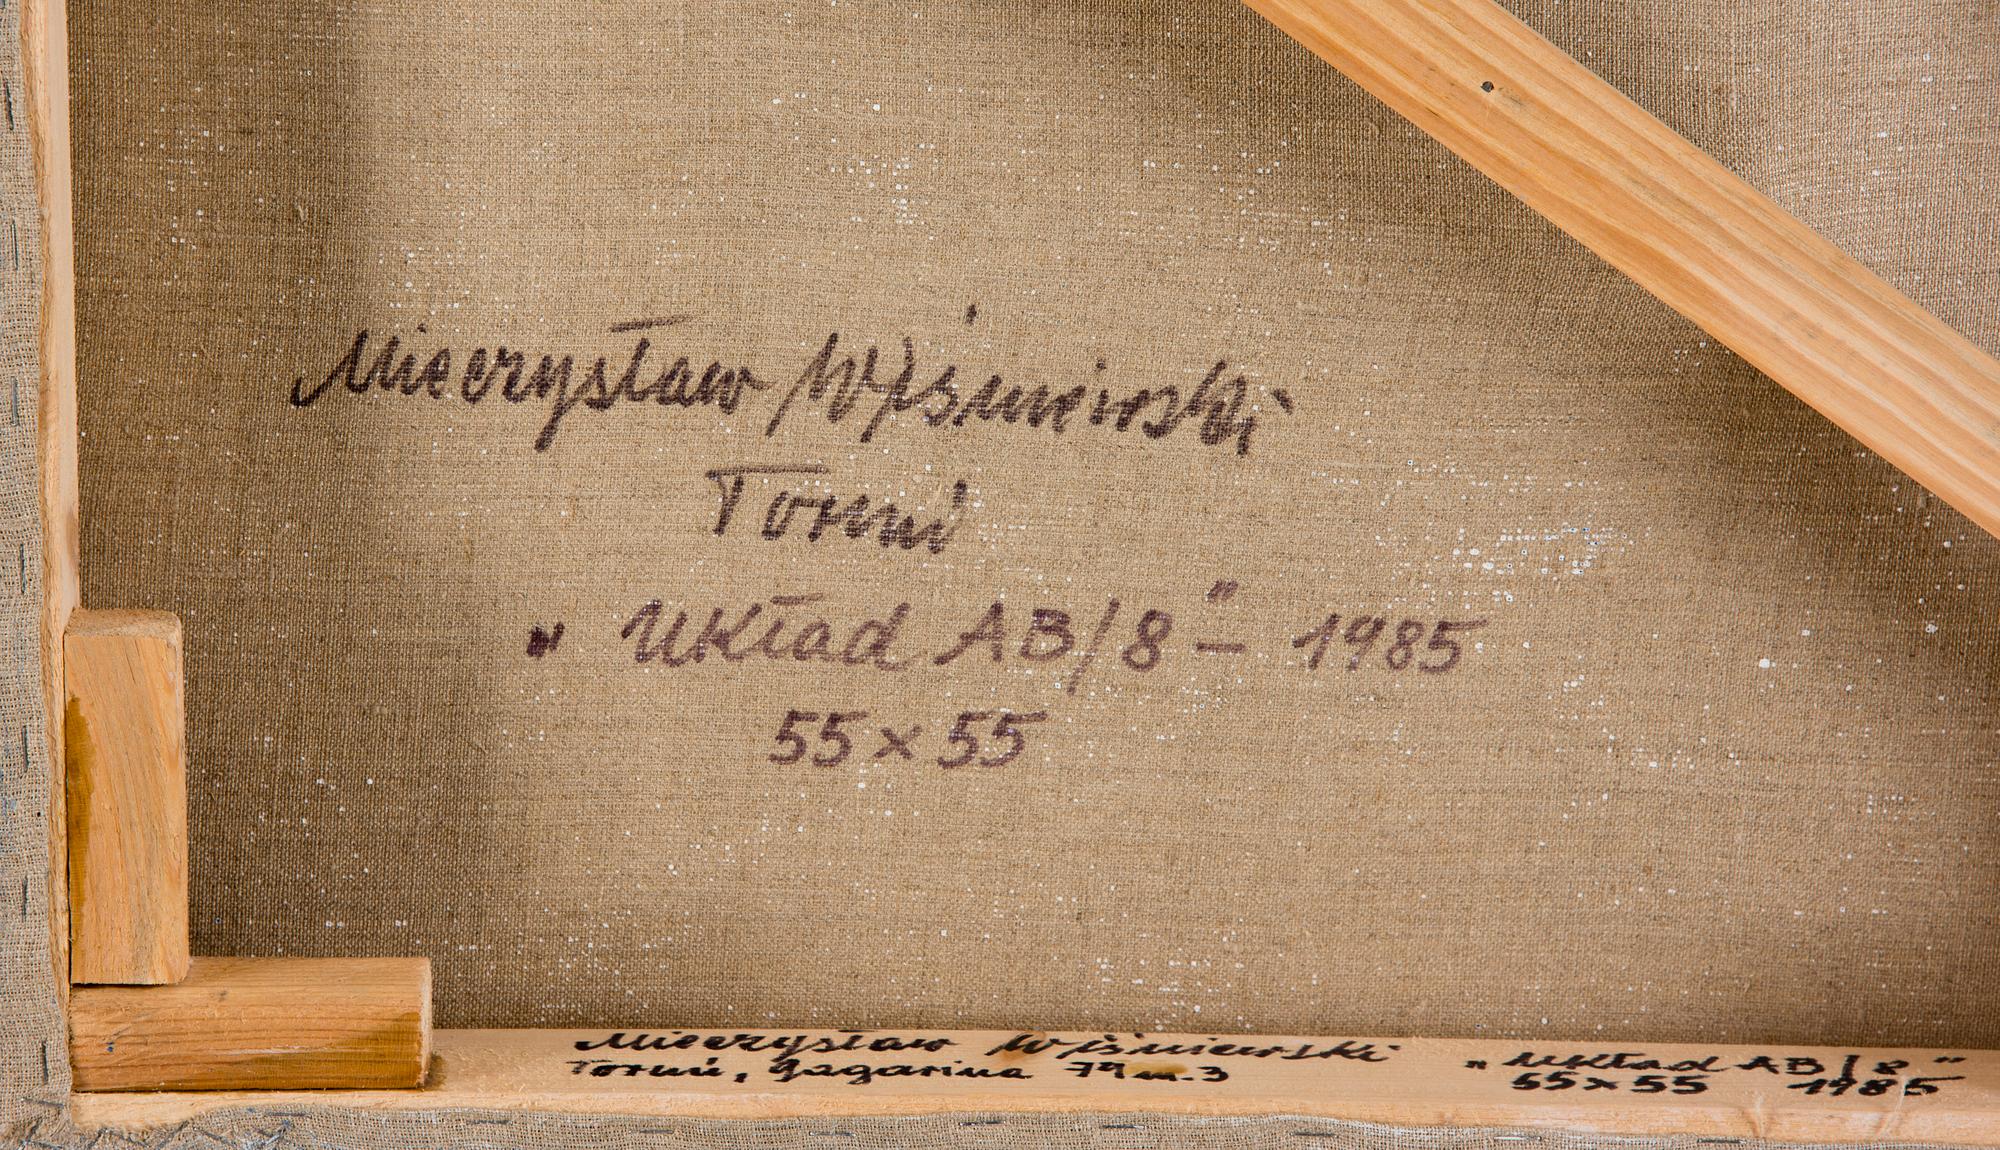 Mieczysław Wiśniewski
Toruń
„Układ AB/8” – 1985
55 x 55
Mieczysław Wiśniewski
Toruń, Gagarina m. 3
„Układ AB/8”
55 x 55 1985